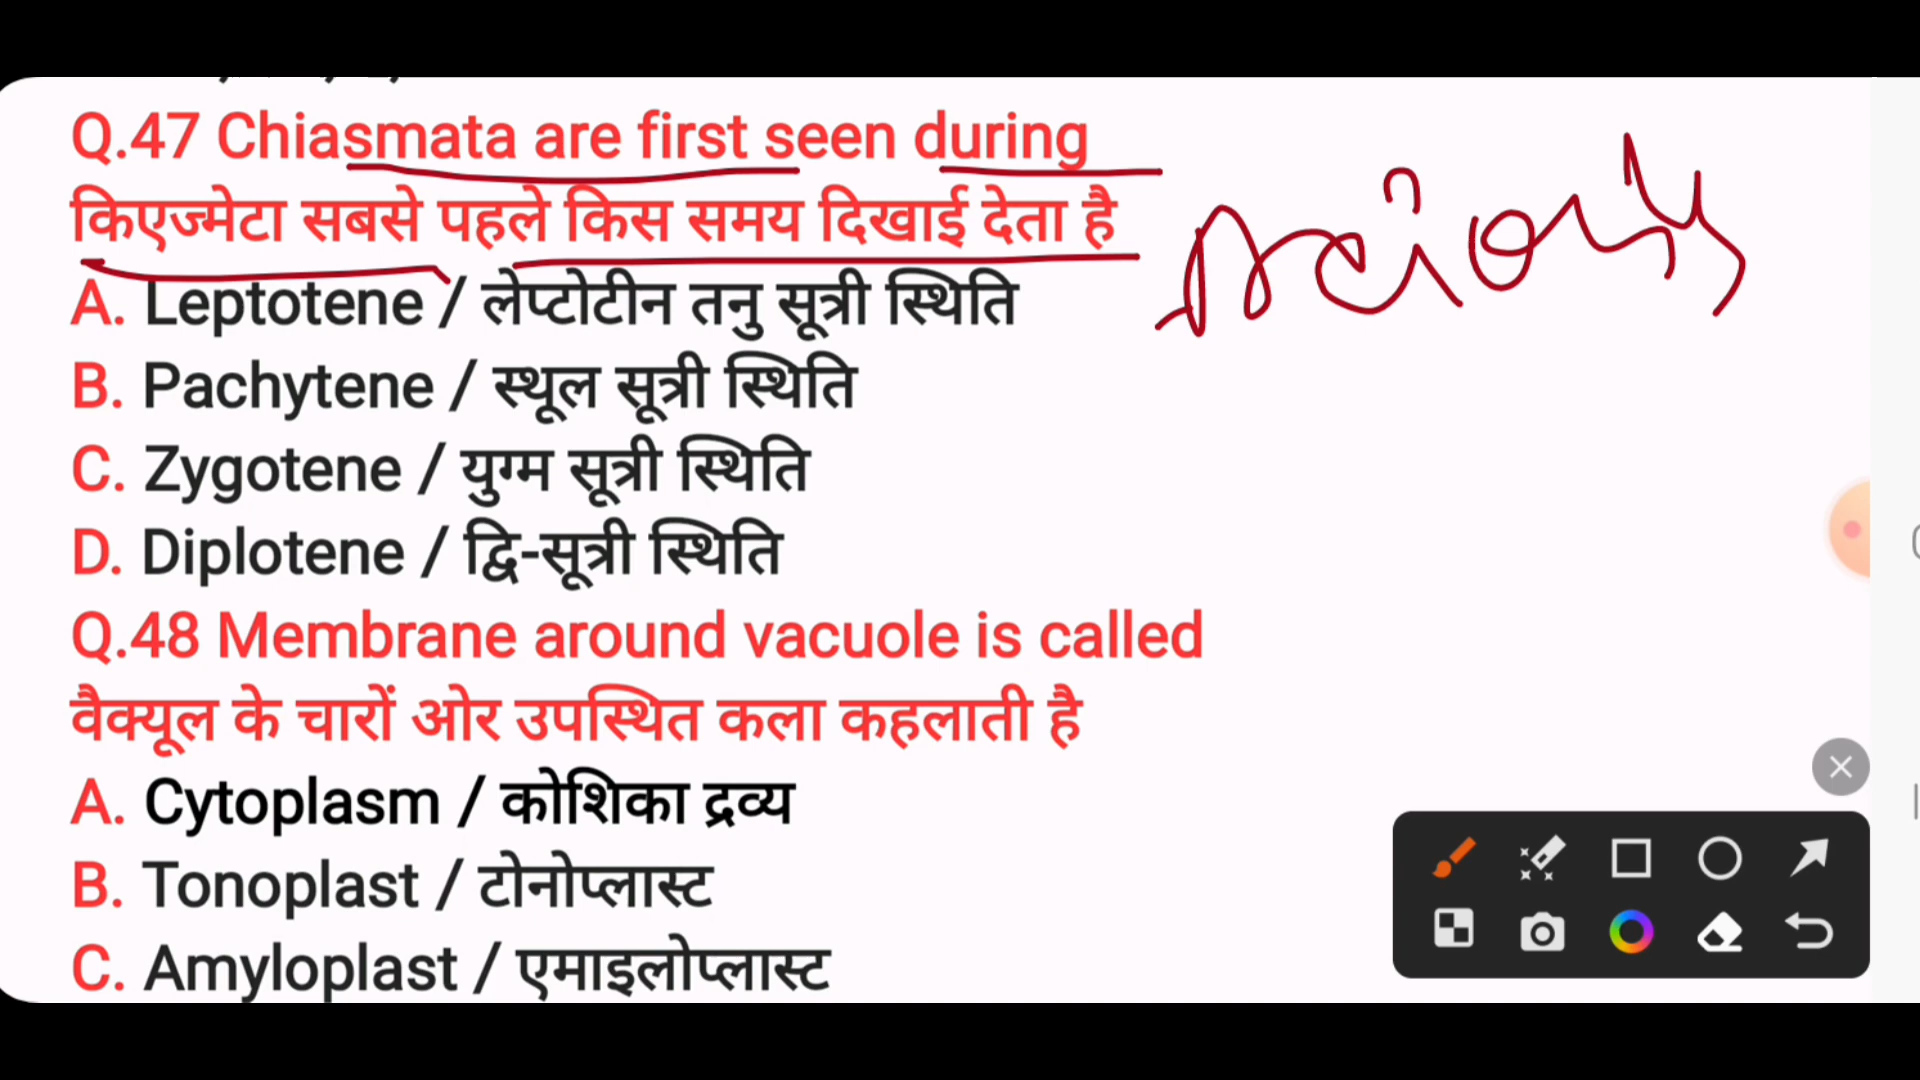 Q.47 Chiasmata are first seen during
किएज्मेटा सबसे पहले किस समय दिखाई देता है
A. Leptotene / लेप्टोटीन तनु सूत्री स्थिति
B. Pachytene / स्थूल सूत्री स्थिति
C. Zygotene / युग्म सूत्री स्थिति
D. Diplotene / द्वि-सूत्री स्थिति
Q.48 Membrane around vacuole is called
वैक्यूल के चारों ओर उपस्थित कला कहलाती है
A. Cytoplasm / कोशिका द्रव्य
B. Tonoplast / टोनोप्लास्ट
C. Amyloplast / एमाइलोप्लास्ट